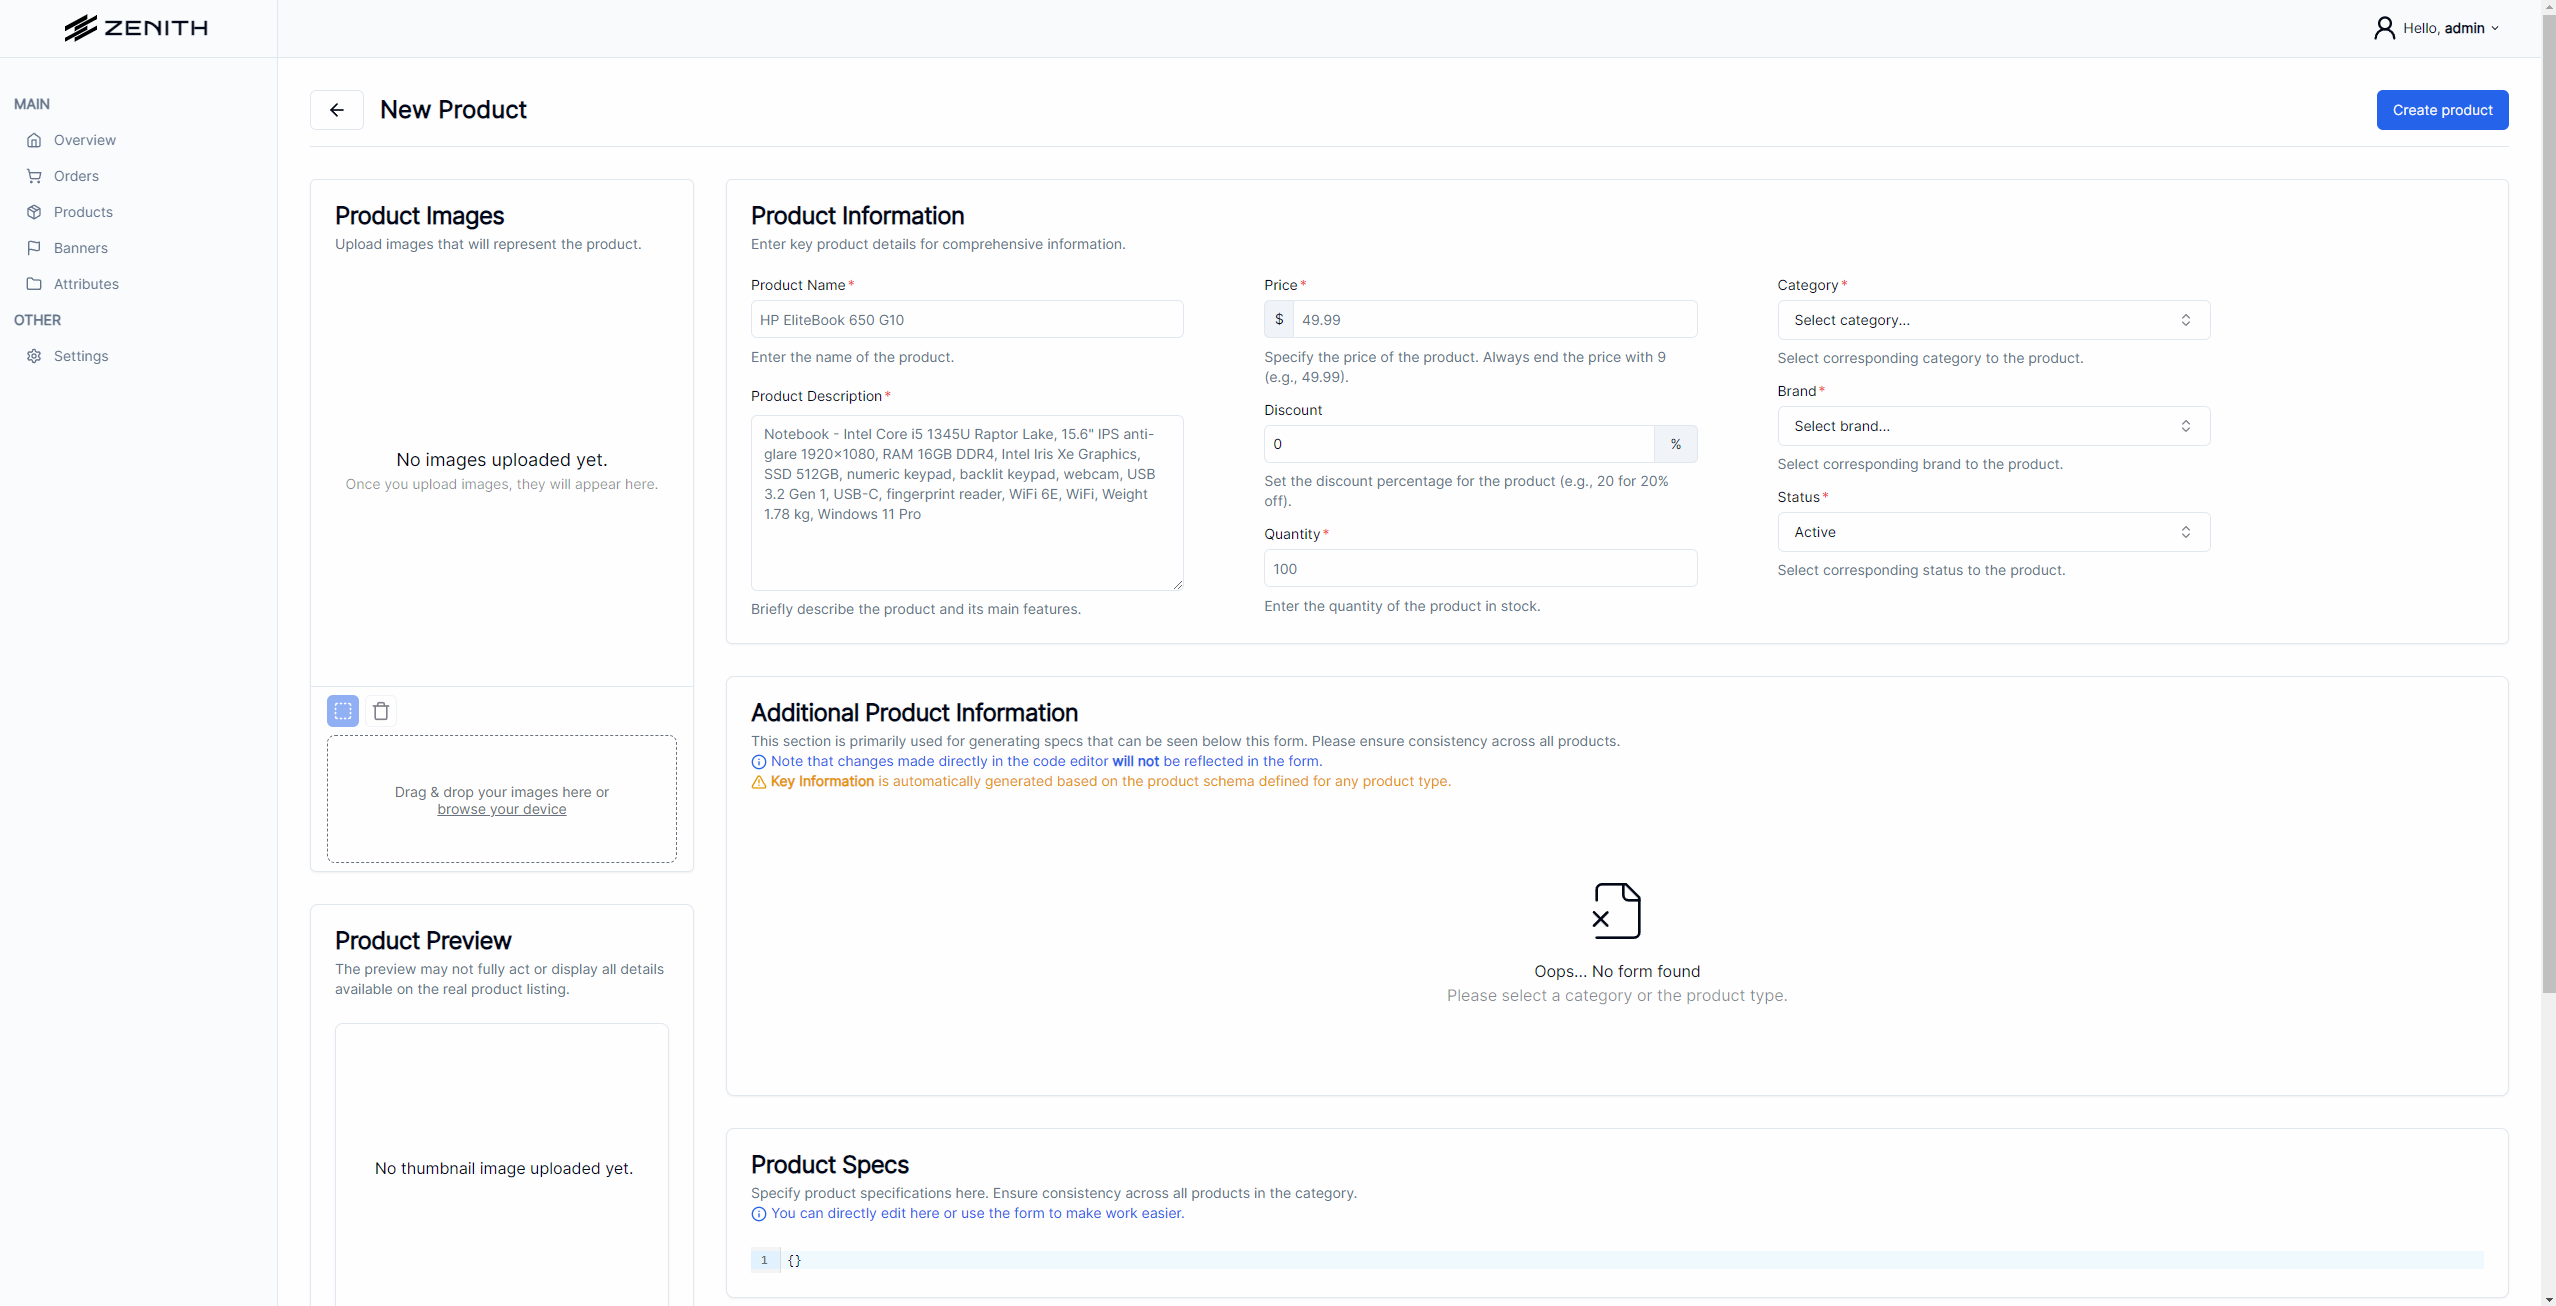 ZENITH
Hello, admin
MAIN
Overview
Orders
Products
Banners
Attributes
OTHER
Settings
New Product
Create product
Product Images
Upload images that will represent the product.
No images uploaded yet.
Once you upload images, they will appear here.
Drag & drop your images here or
browse your device
Product Preview
The preview may not fully act or display all details
available on the real product listing.
No thumbnail image uploaded yet.
Product Information
Enter key product details for comprehensive information.
Product Name*
HP EliteBook 650 G10
Enter the name of the product.
Product Description*
Notebook - Intel Core i5 1345U Raptor Lake, 15.6" IPS anti-
glare 1920×1080, RAM 16GB DDR4, Intel Iris Xe Graphics,
SSD 512GB, numeric keypad, backlit keypad, webcam, USB
3.2 Gen 1, USB-C, fingerprint reader, WiFi 6E, WiFi, Weight
1.78 kg, Windows 11 Pro
Briefly describe the product and its main features.
Price*
$ 49.99
Specify the price of the product. Always end the price with 9
(e.g., 49.99).
Discount
0 %
Set the discount percentage for the product (e.g., 20 for 20%
off).
Quantity*
100
Enter the quantity of the product in stock.
Category*
Select category...
Select corresponding category to the product.
Brand*
Select brand...
Select corresponding brand to the product.
Status*
Active
Select corresponding status to the product.
Additional Product Information
This section is primarily used for generating specs that can be seen below this form. Please ensure consistency across all products.
Note that changes made directly in the code editor will not be reflected in the form.
Key Information is automatically generated based on the product schema defined for any product type.
Oops... No form found
Please select a category or the product type.
Product Specs
Specify product specifications here. Ensure consistency across all products in the category.
You can directly edit here or use the form to make work easier.
1 {}